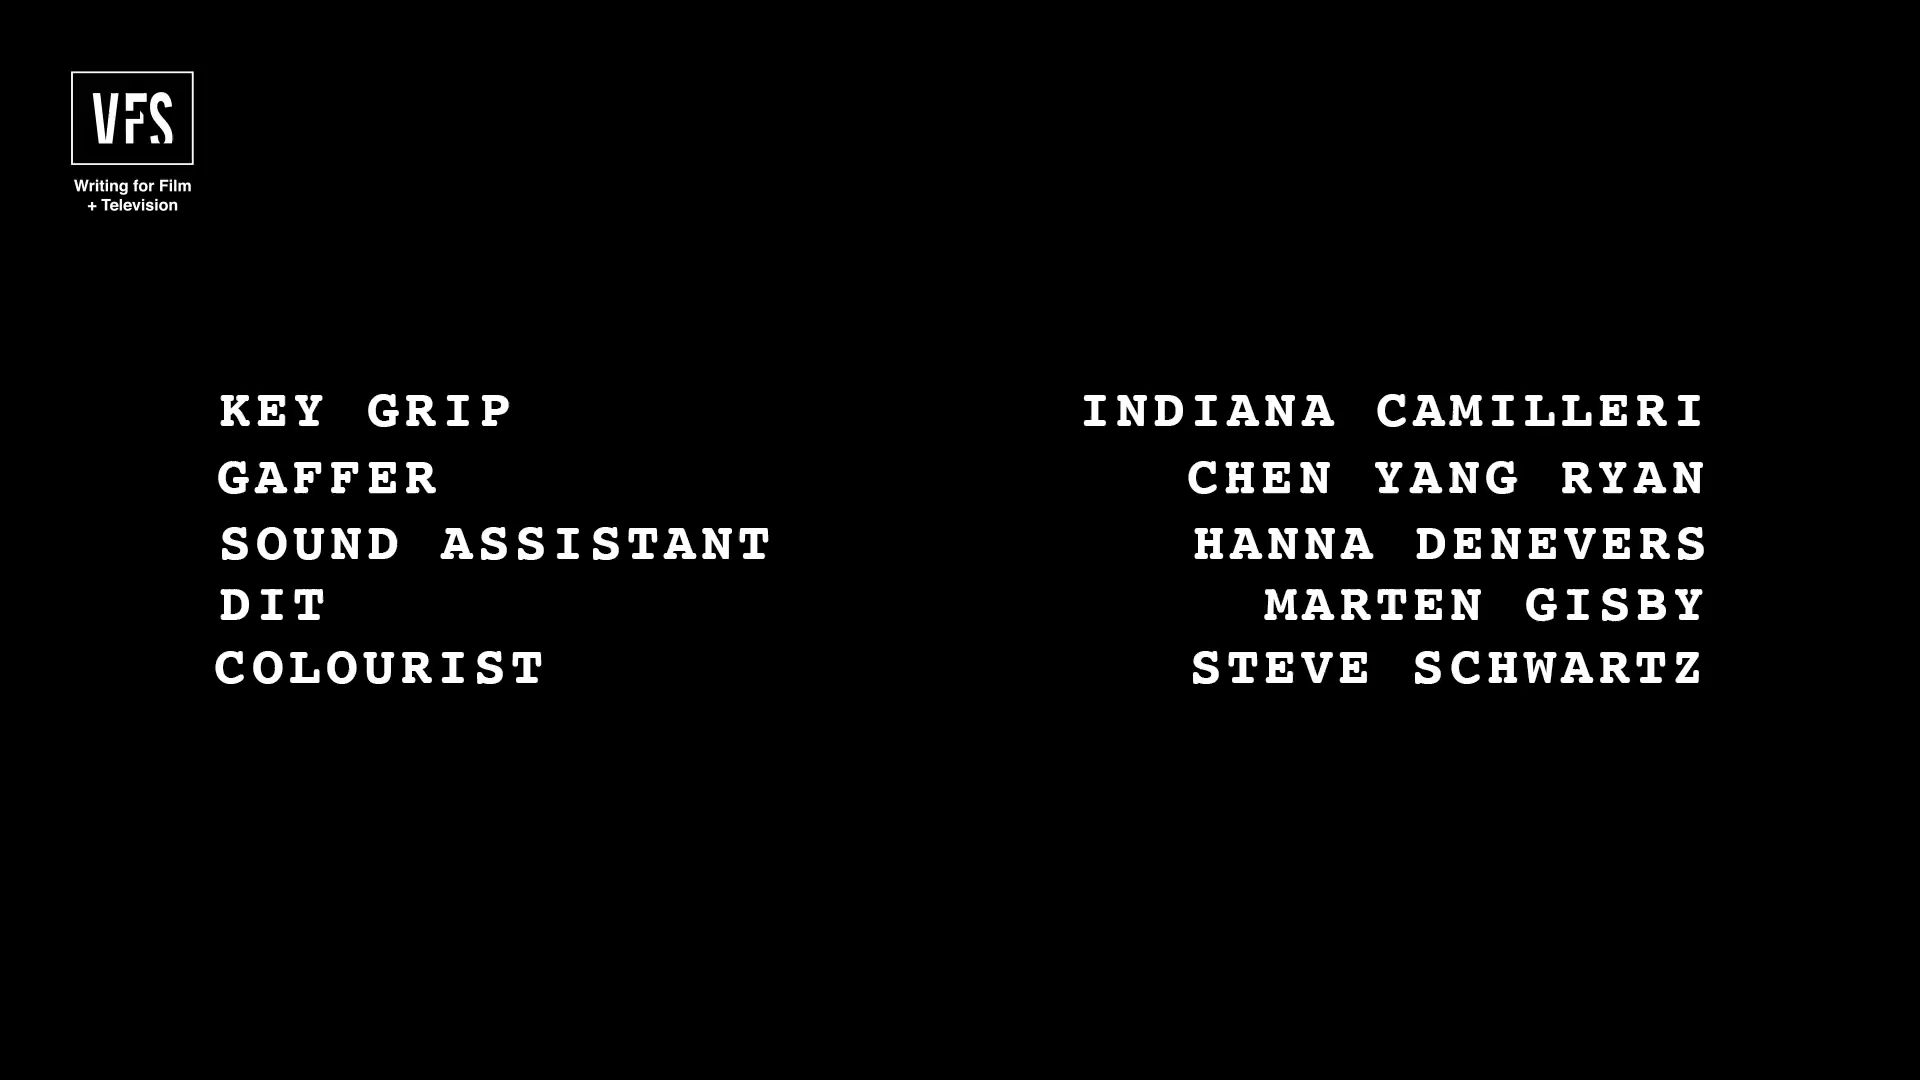 VFS
Writing for Film
+ Television
KEY GRIP INDIANA CAMILLERI
GAFFER CHEN YANG RYAN
SOUND ASSISTANT HANNA DENEVERS
DIT MARTEN GISBY
COLOURIST STEVE SCHWARTZ